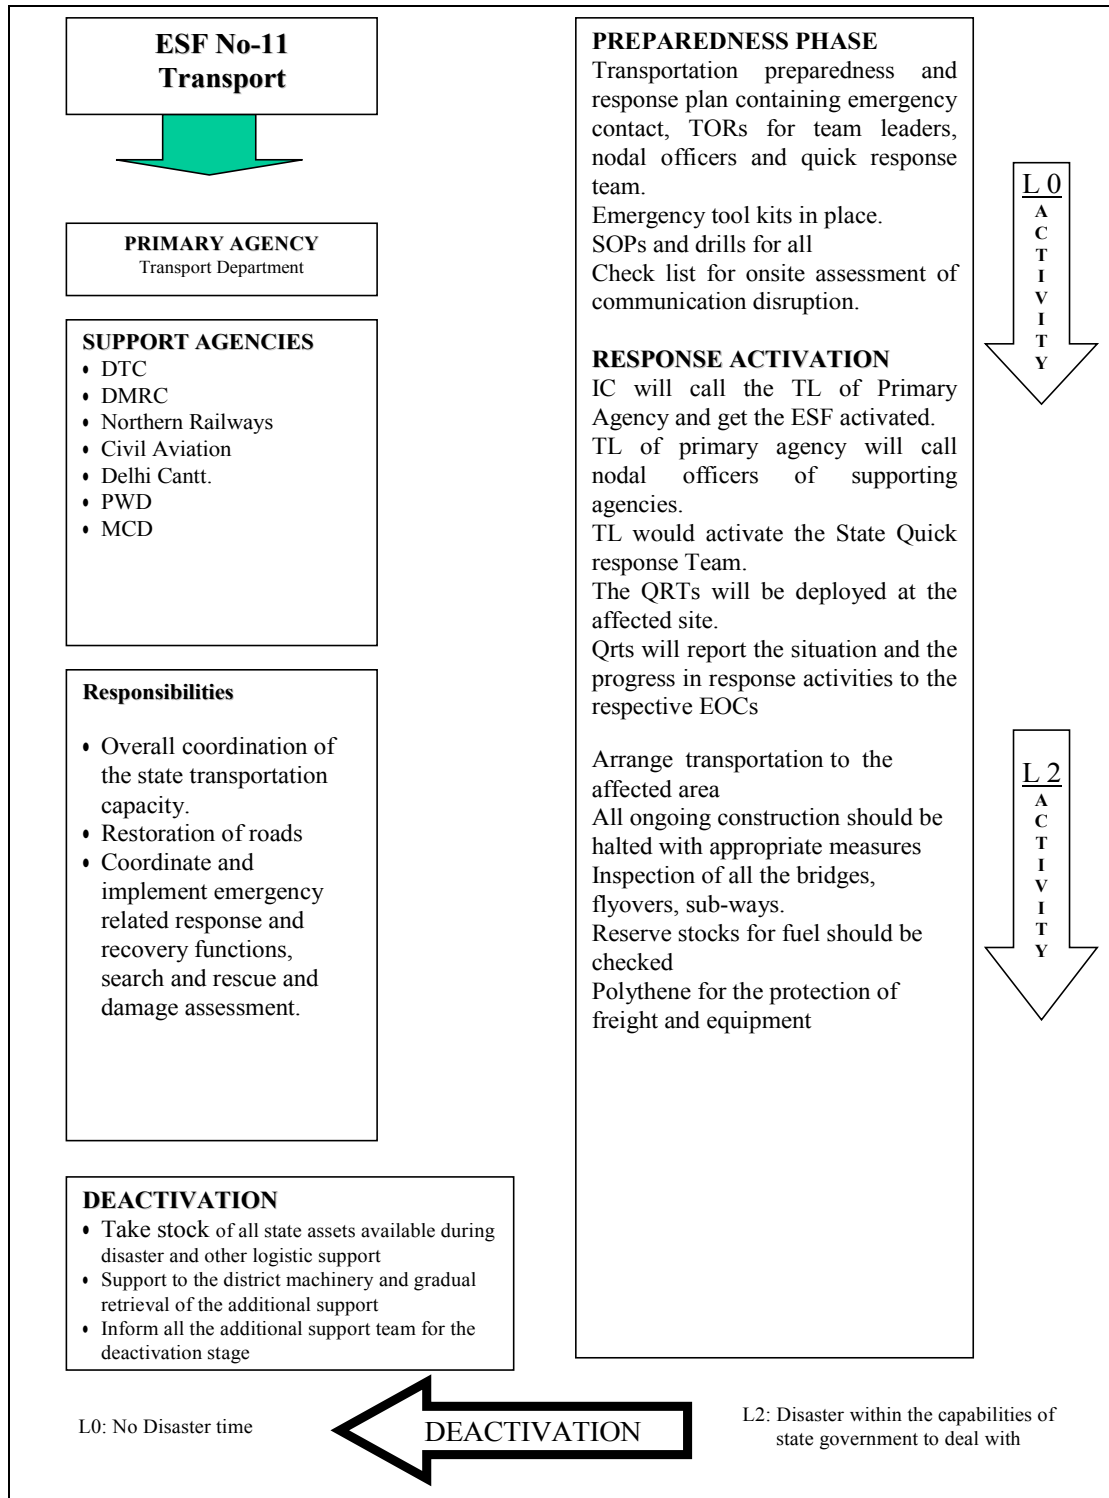 ESF No-11
Transport
PRIMARY AGENCY
Transport Department
SUPPORT AGENCIES
• DTC
• DMRC
• Northern Railways
• Civil Aviation
• Delhi Cantt.
• PWD
• MCD
Responsibilities
• Overall coordination of
the state transportation
capacity.
• Restoration of roads
• Coordinate and
implement emergency
related response and
recovery functions,
search and rescue and
damage assessment.
DEACTIVATION
• Take stock of all state assets available during
disaster and other logistic support
• Support to the district machinery and gradual
retrieval of the additional support
• Inform all the additional support team for the
deactivation stage
PREPAREDNESS PHASE
Transportation preparedness and
response plan containing emergency
contact, TORs for team leaders,
nodal officers and quick response
team.
Emergency tool kits in place.
SOPs and drills for all
Check list for onsite assessment of
communication disruption.
RESPONSE ACTIVATION
IC will call the TL of Primary
Agency and get the ESF activated.
TL of primary agency will call
nodal officers of supporting
agencies.
TL would activate the State Quick
response Team.
The QRTs will be deployed at the
affected site.
Qrts will report the situation and the
progress in response activities to the
respective EOCs
Arrange transportation to the
affected area
All ongoing construction should be
halted with appropriate measures
Inspection of all the bridges,
flyovers, sub-ways.
Reserve stocks for fuel should be
checked
Polythene for the protection of
freight and equipment
L 0
A
C
T
I
V
I
T
Y
L 2
A
C
T
I
V
I
T
Y
L0: No Disaster time
DEACTIVATION
L2: Disaster within the capabilities of
state government to deal with